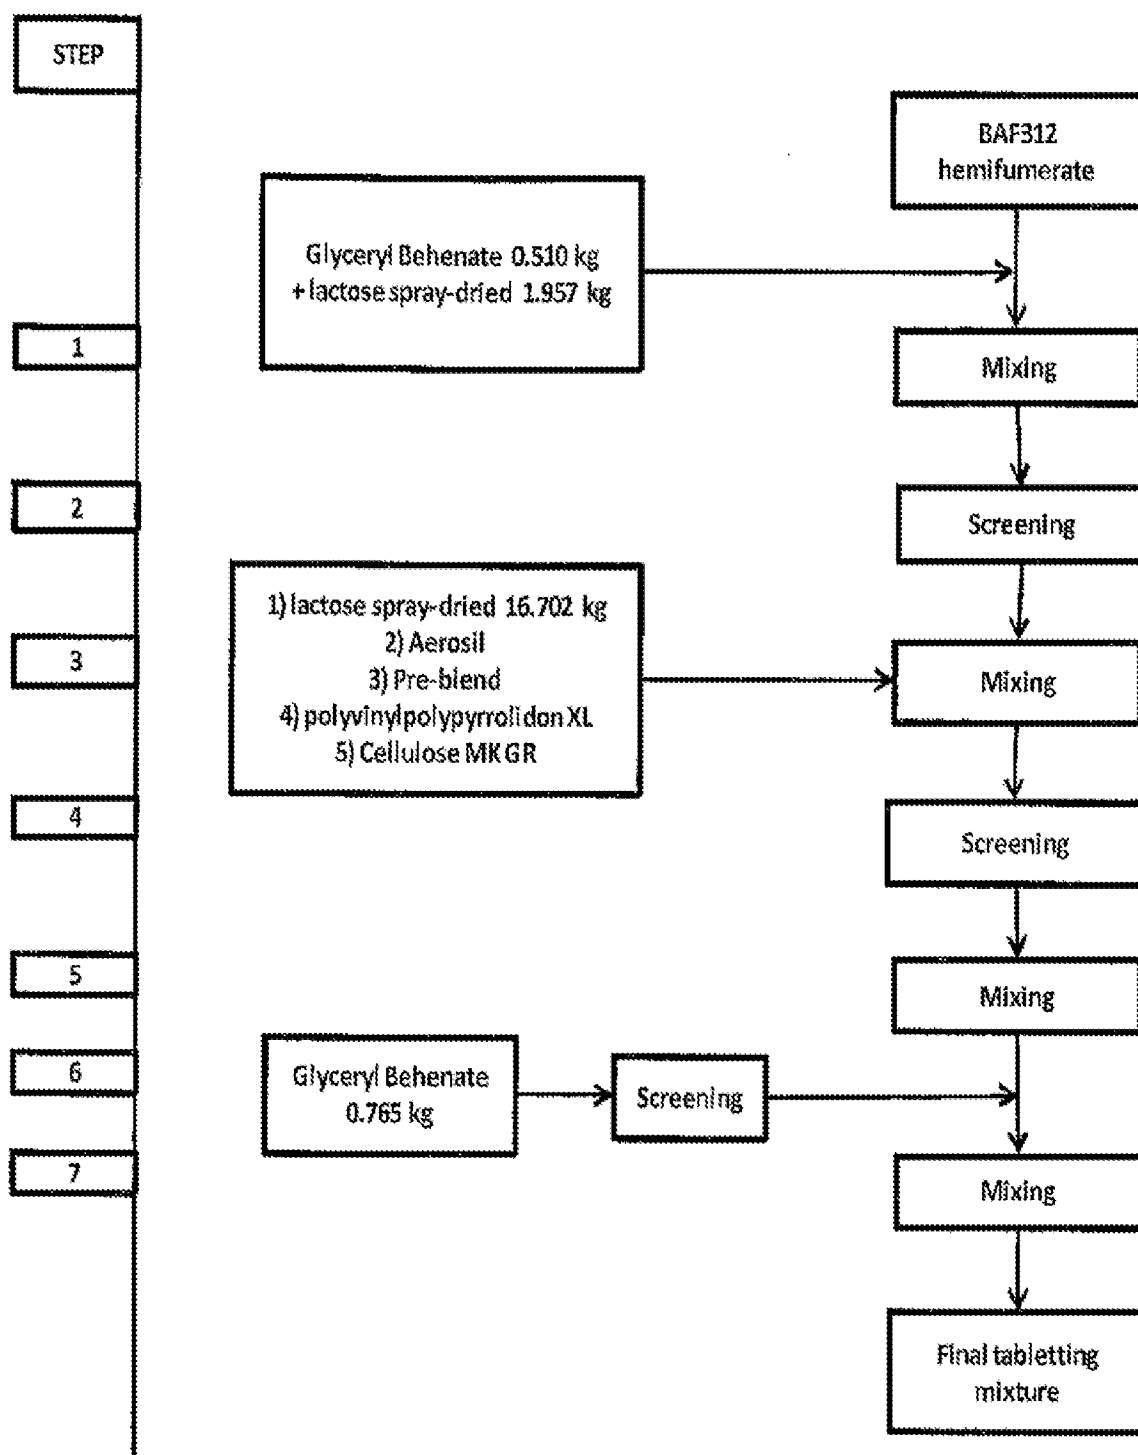 STEP
BAF312
hemifumerate
Glyceryl Behenate 0.510 kg
+ lactose spray-dried 1.957 kg
1
Mixing
2
Screening
1) lactose spray-dried 16.702 kg
2) Aerosil
3) Pre-blend
4) polyvinylpolypyrrolidon XL
5) Cellulose MK GR
3
Mixing
4
Screening
5
Mixing
6
Glyceryl Behenate
0.765 kg
Screening
7
Mixing
Final tabletting
mixture